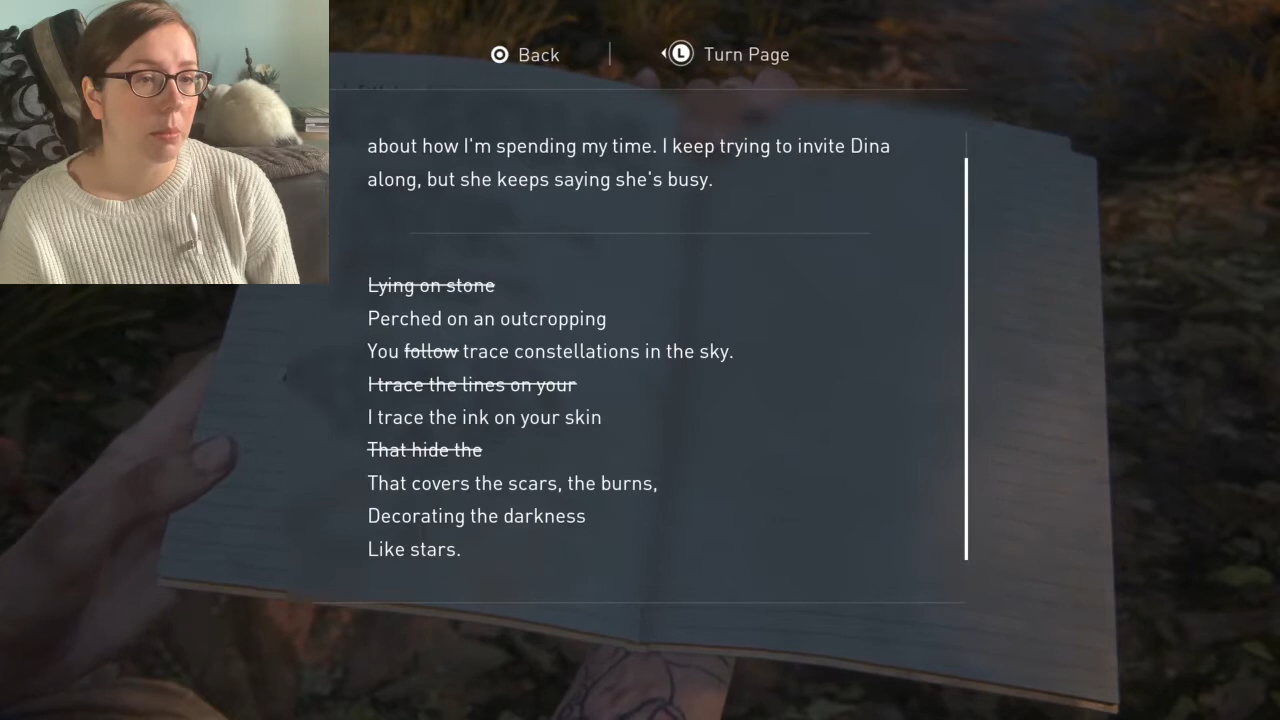 Back
L Turn Page
about how I'm spending my time. I keep trying to invite Dina
along, but she keeps saying she's busy.
Lying on stone
Perched on an outcropping
You follow trace constellations in the sky.
I trace the lines on your
I trace the ink on your skin
That hide the
That covers the scars, the burns,
Decorating the darkness
Like stars.